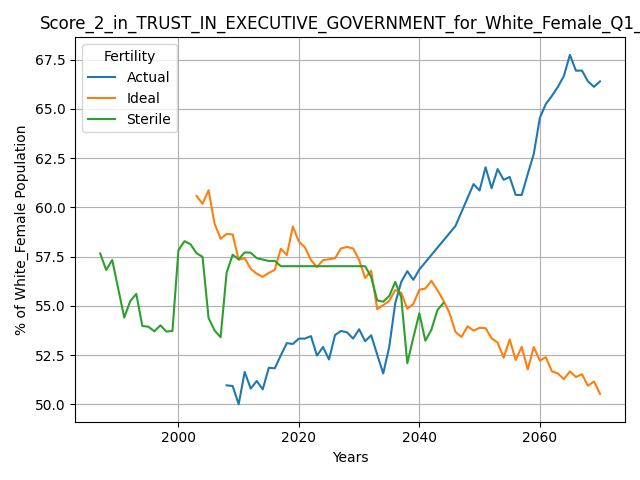 Score_2_in_TRUST_IN_EXECUTIVE_GOVERNMENT_for_White_Female_Q1_
Fertility
Actual
Ideal
Sterile
% of White_Female Population
67.5
65.0
62.5
60.0
57.5
55.0
52.5
50.0
2000
2020
2040
2060
Years